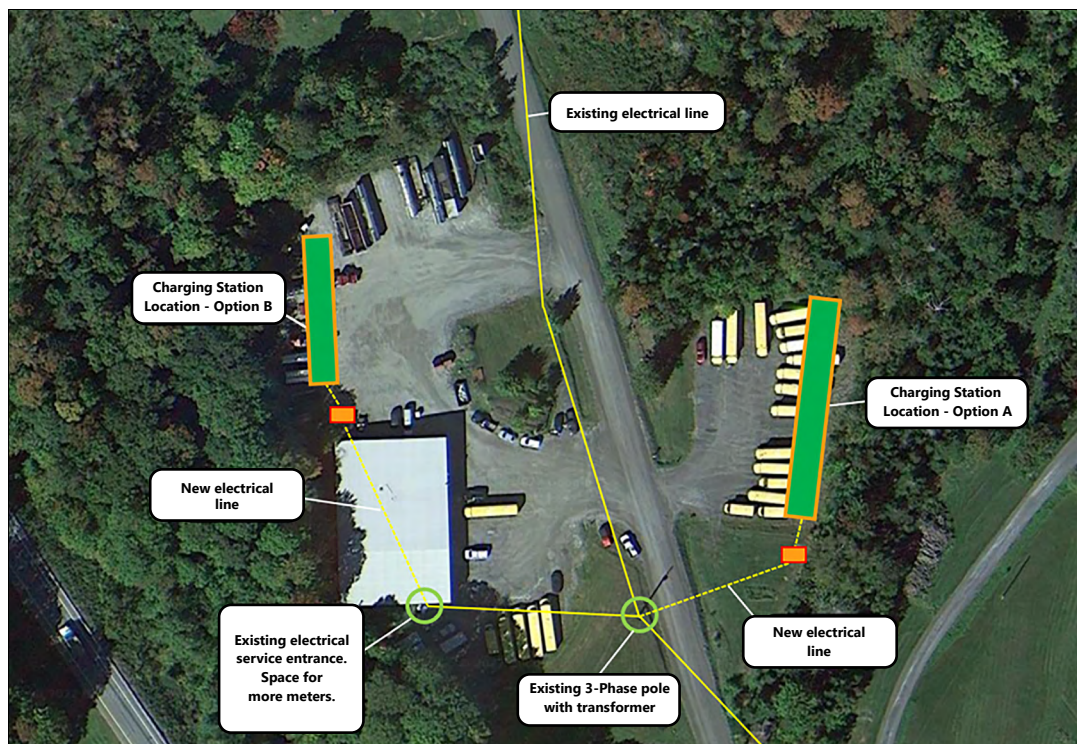 Existing electrical line
Charging Station
Location - Option B
Charging Station
Location - Option A
New electrical
line
Existing electrical
service entrance.
Space for
more meters.
Existing 3-Phase pole
with transformer
New electrical
line